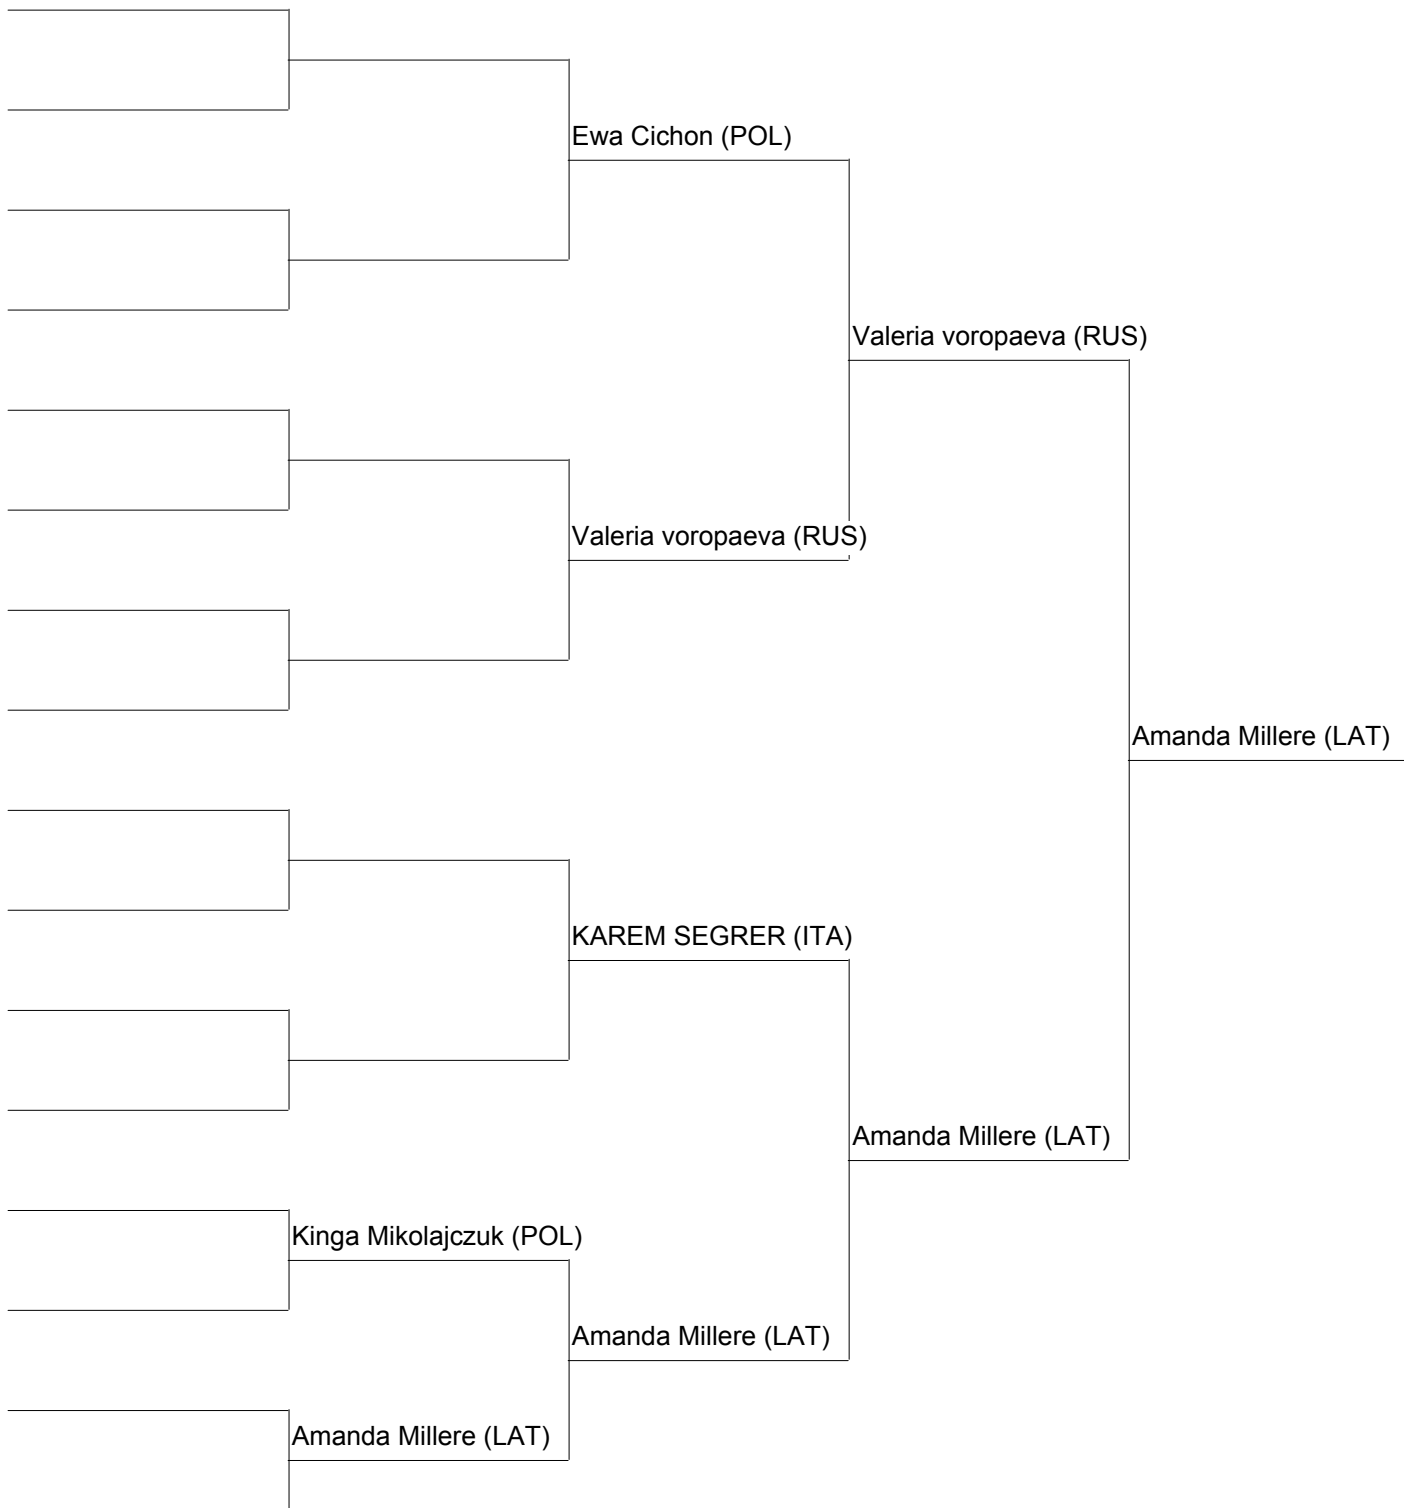 Ewa Cichon (POL)
Valeria voropaeva (RUS)
Valeria voropaeva (RUS)
Amanda Millere (LAT)
KAREM SEGRER (ITA)
Amanda Millere (LAT)
Kinga Mikolajczuk (POL)
Amanda Millere (LAT)
Amanda Millere (LAT)